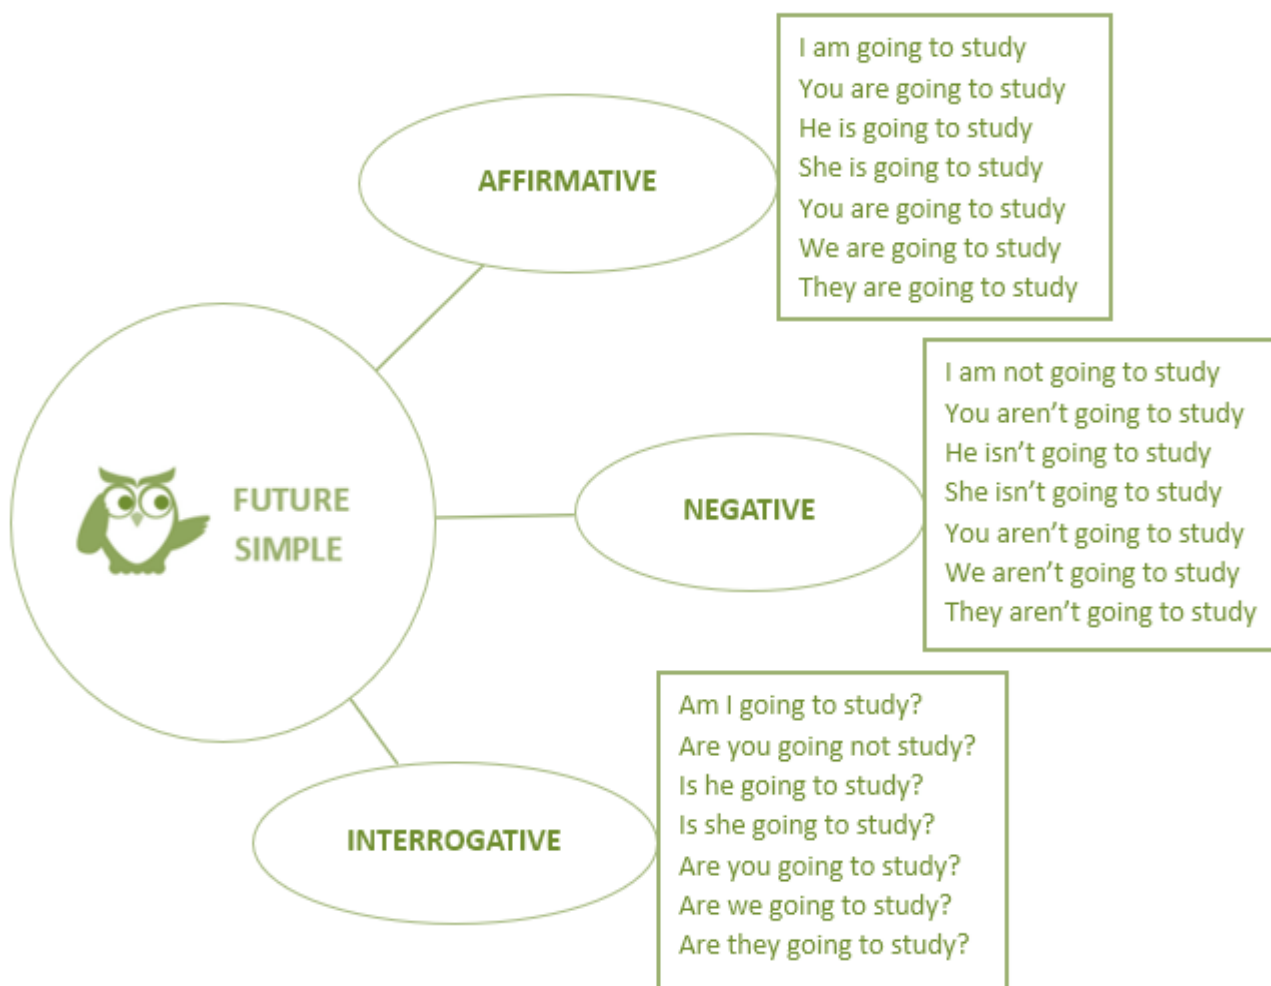 FUTURE
SIMPLE
AFFIRMATIVE
I am going to study
You are going to study
He is going to study
She is going to study
You are going to study
We are going to study
They are going to study
NEGATIVE
I am not going to study
You aren’t going to study
He isn’t going to study
She isn’t going to study
You aren’t going to study
We aren’t going to study
They aren’t going to study
INTERROGATIVE
Am I going to study?
Are you going not study?
Is he going to study?
Is she going to study?
Are you going to study?
Are we going to study?
Are they going to study?